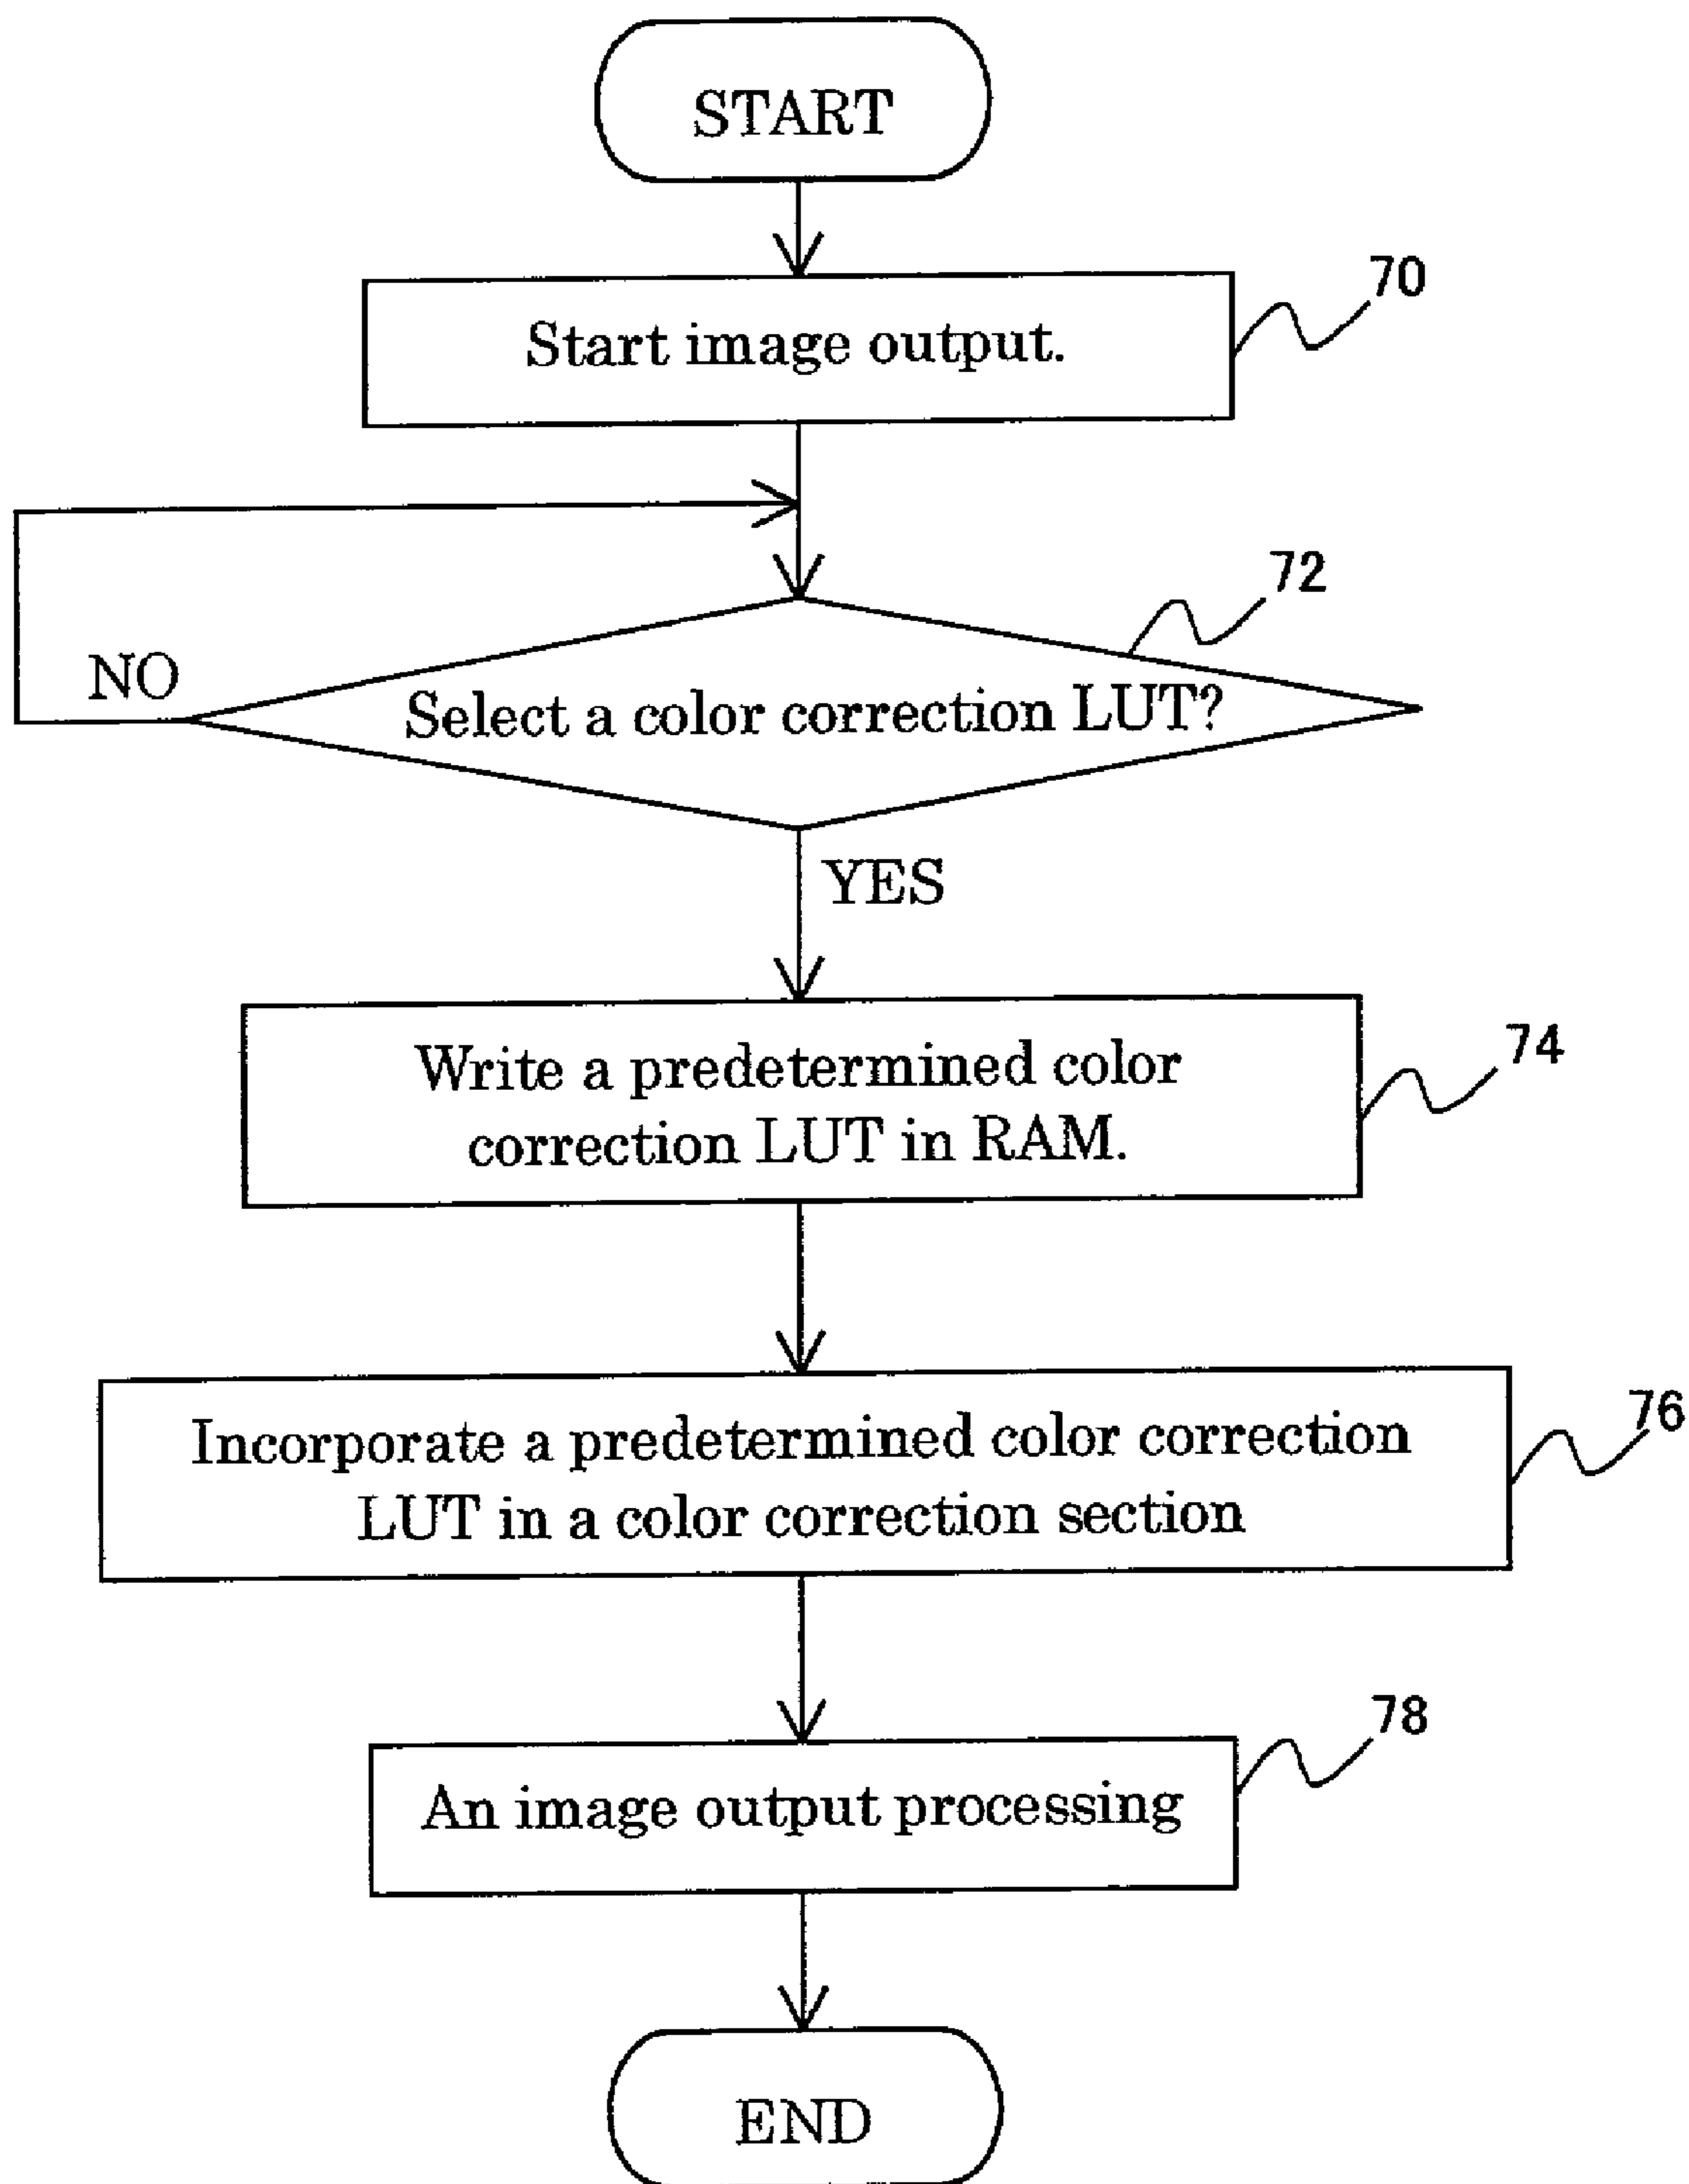 START
70
Start image output.
72
NO
Select a color correction LUT?
YES
74
Write a predetermined color
correction LUT in RAM.
76
Incorporate a predetermined color correction
LUT in a color correction section
78
An image output processing
END